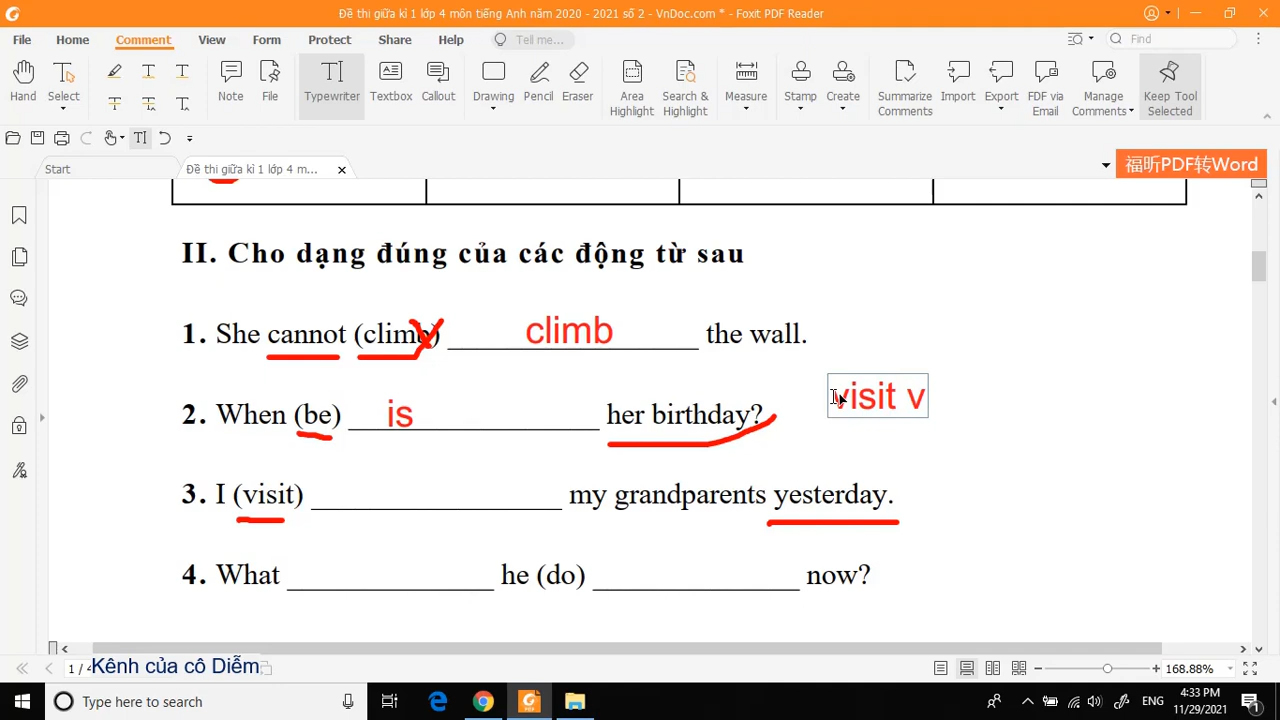 Đề thi giữa kì 1 lớp 4 môn tiếng Anh năm 2020 - 2021 số 2 - VnDoc.com * - Foxit PDF Reader
File Home Comment View Form Protect Share Help Tell me... Find
Hand Select Note File Typewriter Textbox Callout Drawing Pencil Eraser Area Highlight Search & Highlight Measure Stamp Create Summarize Comments Import Export FDF via Email Manage Comments Keep Tool Selected
Start Đề thi giữa kì 1 lớp 4 m... 福昕PDF转Word
II. Cho dạng đúng của các động từ sau
1. She cannot (climb) climb the wall.
visit v
2. When (be) is her birthday?
3. I (visit) ____ my grandparents yesterday.
4. What ____ he (do) ____ now?
1 / 4 Kênh của cô Diễm 168.88%
Type here to search ENG 4:33 PM
11/29/2021